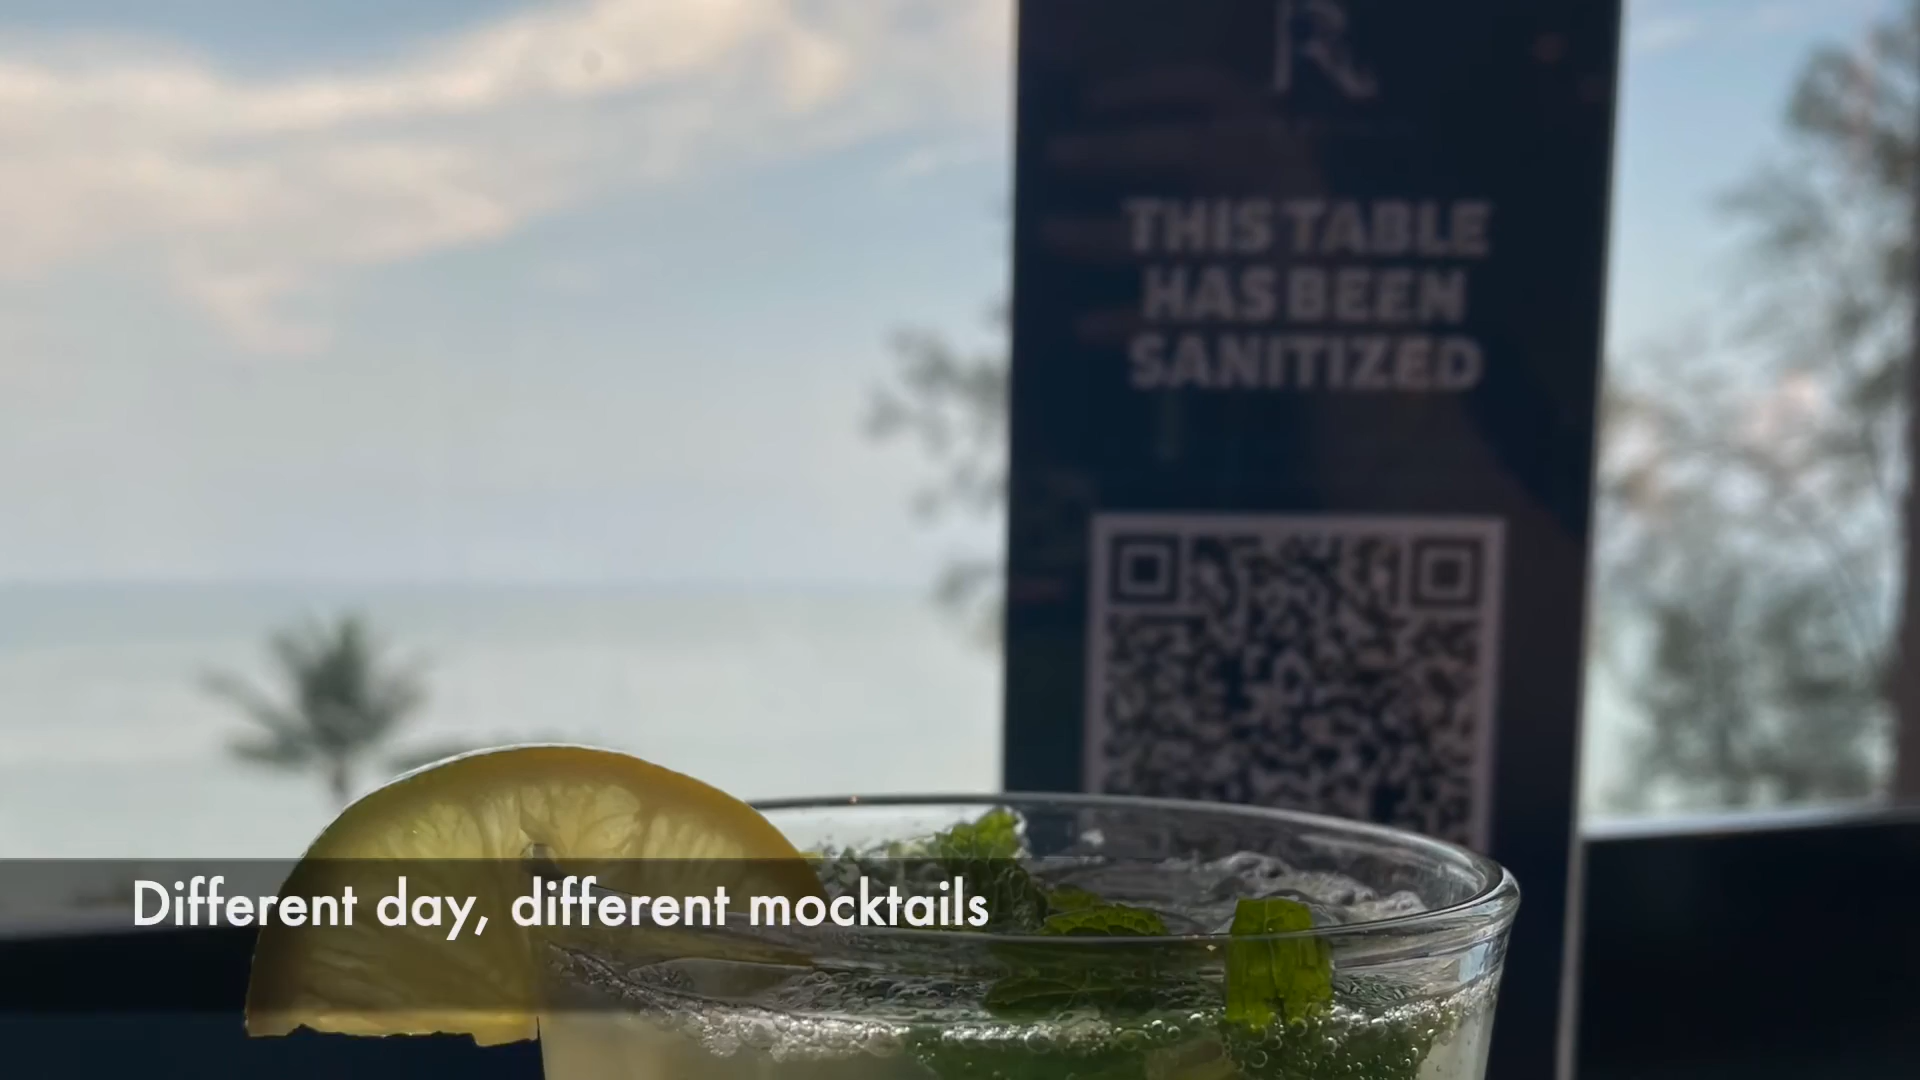 R
THIS TABLE
HAS BEEN
SANITIZED
Different day, different mocktails